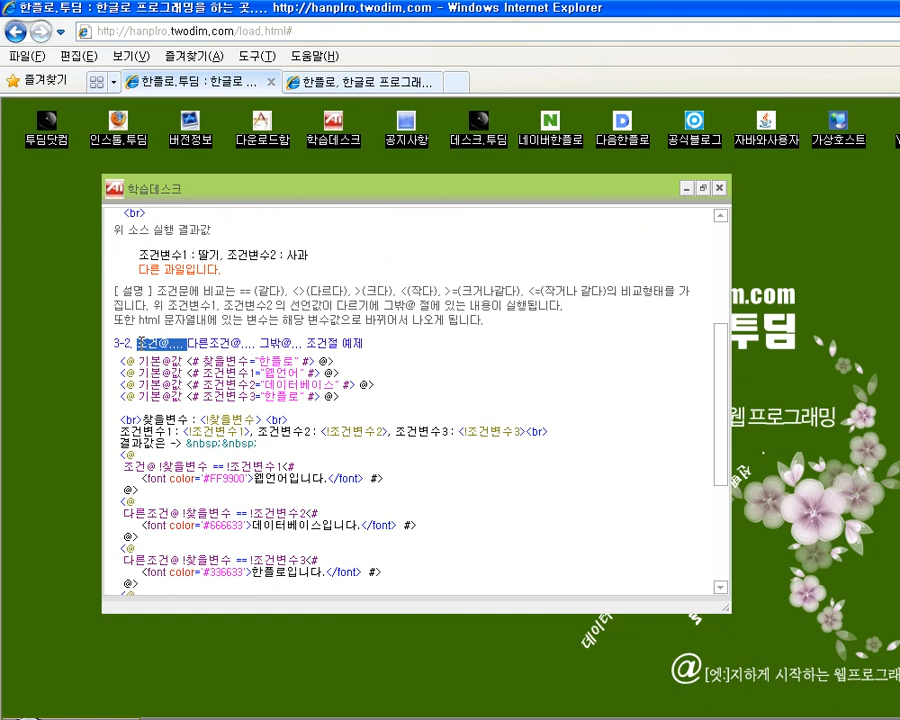 한플로,투딤 : 한글로 프로그래밍을 하는 곳.... http://hanplro.twodim.com - Windows Internet Explorer
http://hanplro.twodim.com/load.html#
파일(F) 편집(E) 보기(V) 즐겨찾기(A) 도구(T) 도움말(H)
즐겨찾기 한플로,투딤 : 한글로 ... 한플로, 한글로 프로그래...
투딤닷컴 인스톨,투딤 버전정보 다운로드합 학습데스크 공지사항 데스크,투딤 네이버한플로 다음한플로 공식블로그 자바와사용자 가상호스트
학습데스크
<br>
위 소스 실행 결과값
조건변수1 : 딸기, 조건변수2 : 사과
다른 과일입니다.
[ 설명 ] 조건문에 비교는 == (같다), <>(다르다), >(크다), <(작다), >=(크거나같다), <=(작거나 같다)의 비교형태를 가
집니다. 위 조건변수1, 조건변수2 의 선언값이 다르기에 그밖@ 절에 있는 내용이 실행됩니다.
또한 html 문자열내에 있는 변수는 해당 변수값으로 바뀌어서 나오게 됩니다.
3-2. 조건@.... 다른조건@.... 그밖@... 조건절 예제
<@ 기본@값 <# 찾을변수="한플로" #> @>
<@ 기본@값 <# 조건변수1="웹언어" #> @>
<@ 기본@값 <# 조건변수2="데이터베이스" #> @>
<@ 기본@값 <# 조건변수3="한플로" #> @>
<br>찾을변수 : <!찾을변수> <br>
조건변수1 : <!조건변수1>, 조건변수2 : <!조건변수2>, 조건변수3 : <!조건변수3><br>
결과값은 -> &nbsp;&nbsp;
<@
조건@ !찾을변수 == !조건변수1<#
<font color='#FF9900'>웹언어입니다.</font> #>
@>
<@
다른조건@ !찾을변수 == !조건변수2<#
<font color='#666633'>데이터베이스입니다.</font> #>
@>
<@
다른조건@ !찾을변수 == !조건변수3<#
<font color='#336633'>한플로입니다.</font> #>
@>
<@
m.com
투딤
웹 프로그래밍
선택
데이터
@[엣:]지하게 시작하는 웹프로그래